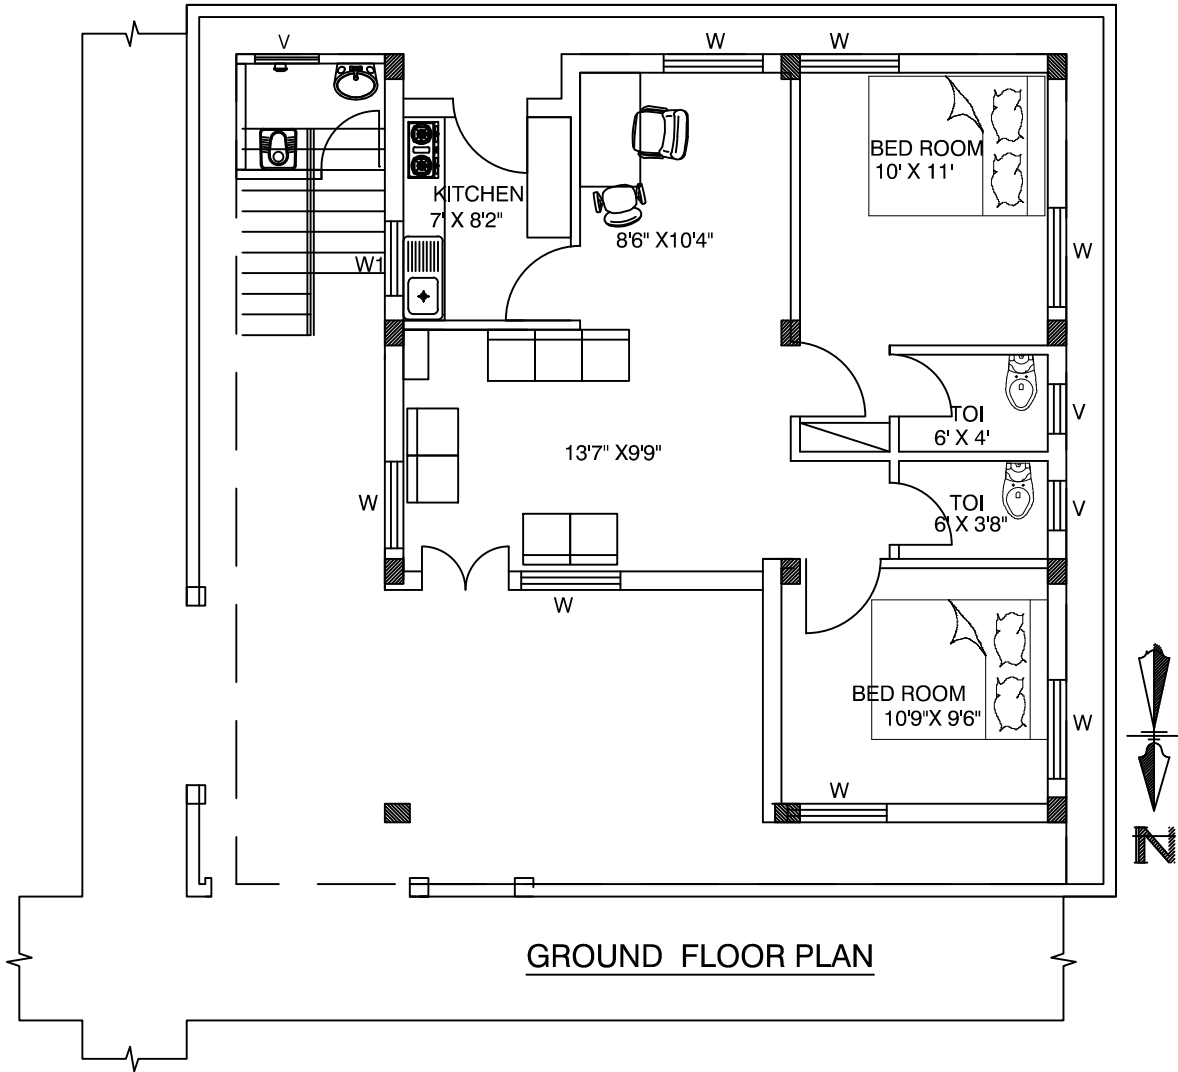 V
W
W
BED ROOM
10' X 11'
KITCHEN
7' X 8'2"
8'6" X10'4"
W
W1
TOI
6' X 4'
V
13'7" X9'9"
W
TOI
6' X 3'8"
V
W
BED ROOM
10'9"X 9'6"
W
W
N
GROUND FLOOR PLAN